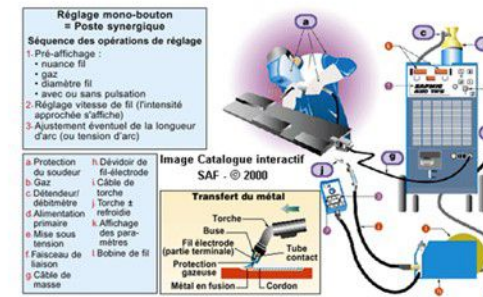 Réglage mono-bouton
= Poste synergique
Séquence des opérations de réglage
1- Pré-affichage :
• nuance fil
• gaz
• diamètre fil
• avec ou sans pulsation
2- Réglage vitesse de fil (l'intensité
approchée s'affiche)
3- Ajustement éventuel de la longueur
d'arc (ou tension d'arc)
a. Protection
du soudeur
b. Gaz
c. Détendeur/
débitmètre
d. Alimentation
primaire
e. Mise sous
tension
f. Faisceau de
liaison
g. Câble de
masse
h. Dévidoir de
fil-électrode
i. Câble de
torche
j. Torche ±
refroidie
k. Affichage
des para-
mètres
l. Bobine de fil
Image Catalogue interactif
SAF - © 2000
Transfert du métal
Torche
Buse
Fil électrode
(partie terminale)
Tube
contact
Protection
gazeuse
Métal en fusion
Cordon
a
c
g
j